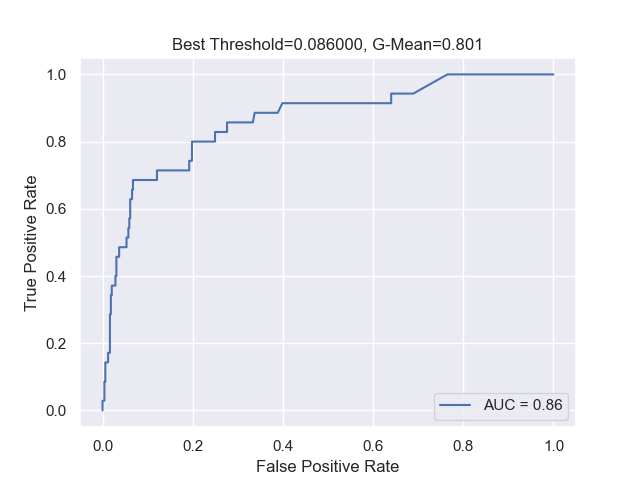 Best Threshold=0.086000, G-Mean=0.801
1.0
0.8
0.6
0.4
0.2
0.0
True Positive Rate
AUC = 0.86
0.0 0.2 0.4 0.6 0.8 1.0
False Positive Rate